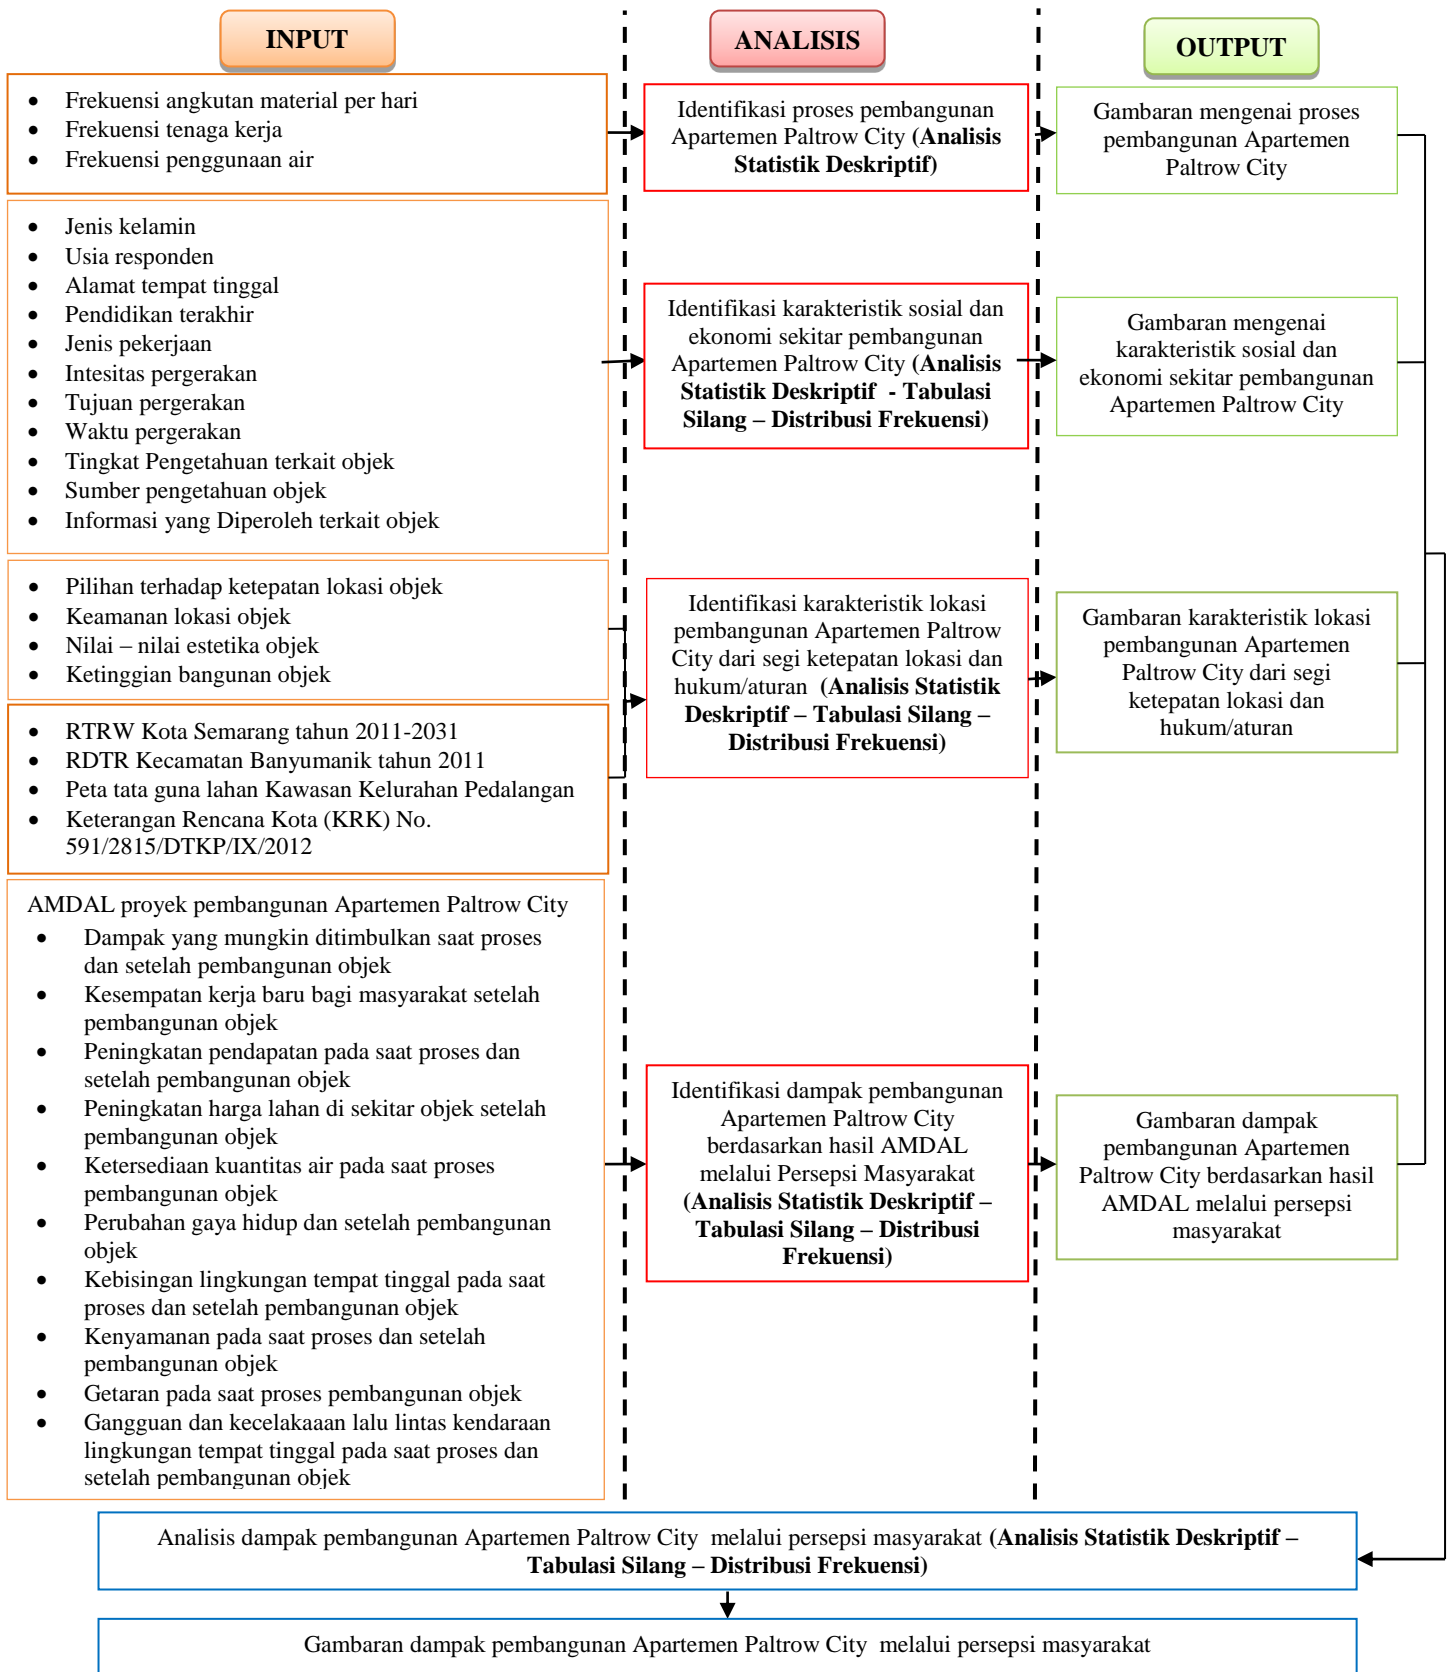 INPUT
ANALISIS
OUTPUT
• Frekuensi angkutan material per hari
• Frekuensi tenaga kerja
• Frekuensi penggunaan air
Identifikasi proses pembangunan
Apartemen Paltrow City (Analisis
Statistik Deskriptif)
Gambaran mengenai proses
pembangunan Apartemen
Paltrow City
• Jenis kelamin
• Usia responden
• Alamat tempat tinggal
• Pendidikan terakhir
• Jenis pekerjaan
• Intesitas pergerakan
• Tujuan pergerakan
• Waktu pergerakan
• Tingkat Pengetahuan terkait objek
• Sumber pengetahuan objek
• Informasi yang Diperoleh terkait objek
Identifikasi karakteristik sosial dan
ekonomi sekitar pembangunan
Apartemen Paltrow City (Analisis
Statistik Deskriptif - Tabulasi
Silang – Distribusi Frekuensi)
Gambaran mengenai
karakteristik sosial dan
ekonomi sekitar pembangunan
Apartemen Paltrow City
• Pilihan terhadap ketepatan lokasi objek
• Keamanan lokasi objek
• Nilai – nilai estetika objek
• Ketinggian bangunan objek
• RTRW Kota Semarang tahun 2011-2031
• RDTR Kecamatan Banyumanik tahun 2011
• Peta tata guna lahan Kawasan Kelurahan Pedalangan
• Keterangan Rencana Kota (KRK) No.
591/2815/DTKP/IX/2012
Identifikasi karakteristik lokasi
pembangunan Apartemen Paltrow
City dari segi ketepatan lokasi dan
hukum/aturan (Analisis Statistik
Deskriptif – Tabulasi Silang –
Distribusi Frekuensi)
Gambaran karakteristik lokasi
pembangunan Apartemen
Paltrow City dari segi
ketepatan lokasi dan
hukum/aturan
AMDAL proyek pembangunan Apartemen Paltrow City
• Dampak yang mungkin ditimbulkan saat proses
dan setelah pembangunan objek
• Kesempatan kerja baru bagi masyarakat setelah
pembangunan objek
• Peningkatan pendapatan pada saat proses dan
setelah pembangunan objek
• Peningkatan harga lahan di sekitar objek setelah
pembangunan objek
• Ketersediaan kuantitas air pada saat proses
pembangunan objek
• Perubahan gaya hidup dan setelah pembangunan
objek
• Kebisingan lingkungan tempat tinggal pada saat
proses dan setelah pembangunan objek
• Kenyamanan pada saat proses dan setelah
pembangunan objek
• Getaran pada saat proses pembangunan objek
• Gangguan dan kecelakaaan lalu lintas kendaraan
lingkungan tempat tinggal pada saat proses dan
setelah pembangunan objek
Identifikasi dampak pembangunan
Apartemen Paltrow City
berdasarkan hasil AMDAL
melalui Persepsi Masyarakat
(Analisis Statistik Deskriptif –
Tabulasi Silang – Distribusi
Frekuensi)
Gambaran dampak
pembangunan Apartemen
Paltrow City berdasarkan hasil
AMDAL melalui persepsi
masyarakat
Analisis dampak pembangunan Apartemen Paltrow City melalui persepsi masyarakat (Analisis Statistik Deskriptif –
Tabulasi Silang – Distribusi Frekuensi)
Gambaran dampak pembangunan Apartemen Paltrow City melalui persepsi masyarakat